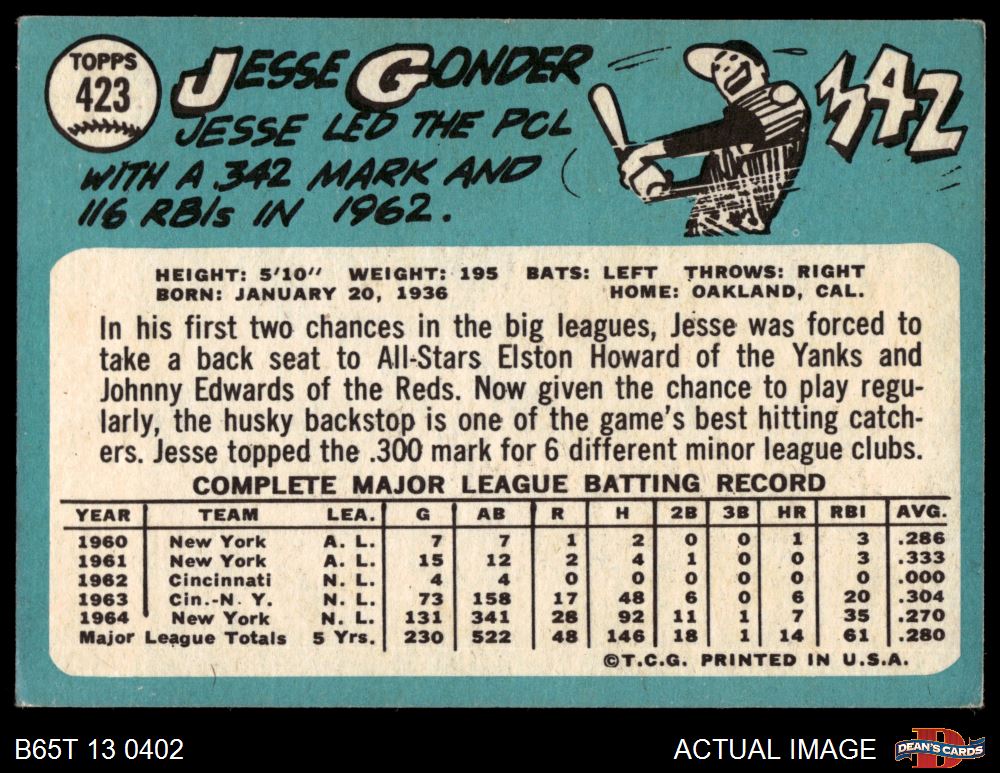 TOPPS
423
JESSE GONDER
JESSE LED THE PCL
WITH A .342 MARK AND
116 RBIs IN 1962.
342
HEIGHT: 5'10" WEIGHT: 195 BATS: LEFT THROWS: RIGHT
BORN: JANUARY 20, 1936 HOME: OAKLAND, CAL.
In his first two chances in the big leagues, Jesse was forced to
take a back seat to All-Stars Elston Howard of the Yanks and
Johnny Edwards of the Reds. Now given the chance to play regu-
larly, the husky backstop is one of the game's best hitting catch-
ers. Jesse topped the .300 mark for 6 different minor league clubs.
COMPLETE MAJOR LEAGUE BATTING RECORD
YEAR TEAM LEA. G AB R H 2B 3B HR RBI AVG.
1960 New York A. L. 7 7 1 2 0 0 1 3 .286
1961 New York A. L. 15 12 2 4 1 0 0 3 .333
1962 Cincinnati N. L. 4 4 0 0 0 0 0 0 .000
1963 Cin.-N. Y. N. L. 73 158 17 48 6 0 6 20 .304
1964 New York N. L. 131 341 28 92 11 1 7 35 .270
Major League Totals 5 Yrs. 230 522 48 146 18 1 14 61 .280
©T.C.G. PRINTED IN U.S.A.
B65T 13 0402 ACTUAL IMAGE
D
DEAN'S CARDS